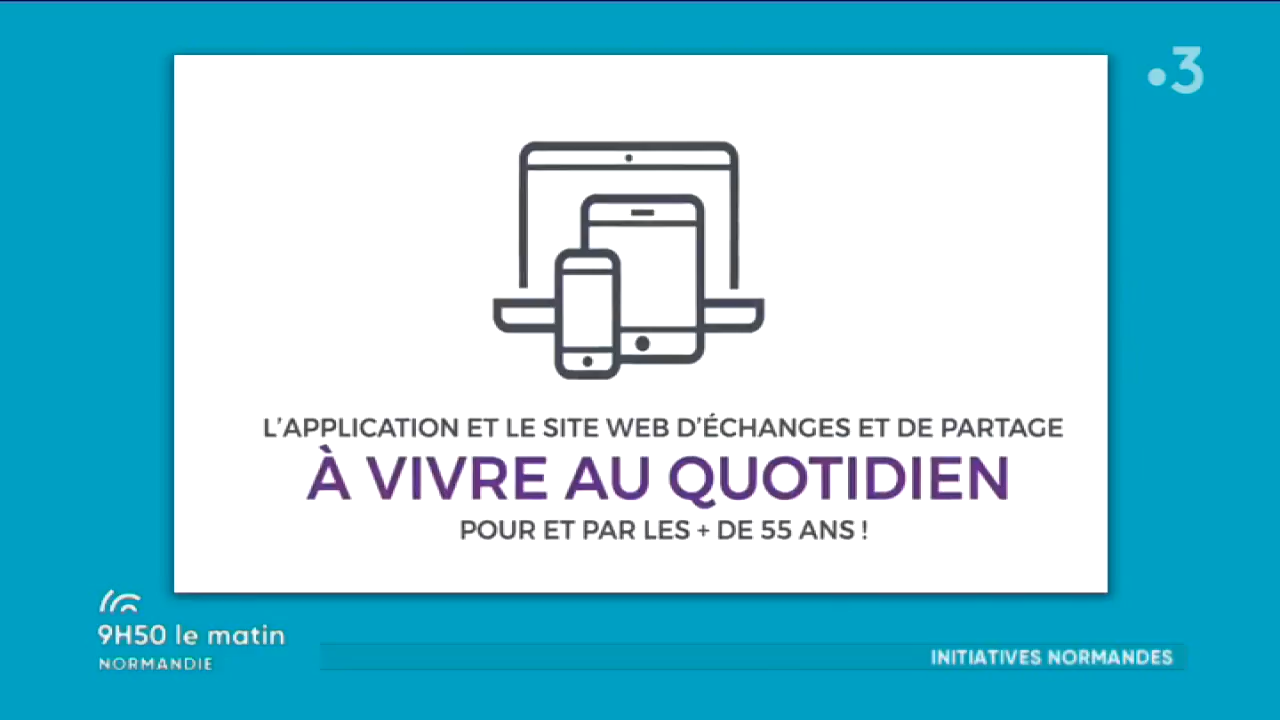 .3
L'APPLICATION ET LE SITE WEB D'ÉCHANGES ET DE PARTAGE
À VIVRE AU QUOTIDIEN
POUR ET PAR LES + DE 55 ANS !
9H50 le matin
NORMANDIE
INITIATIVES NORMANDES